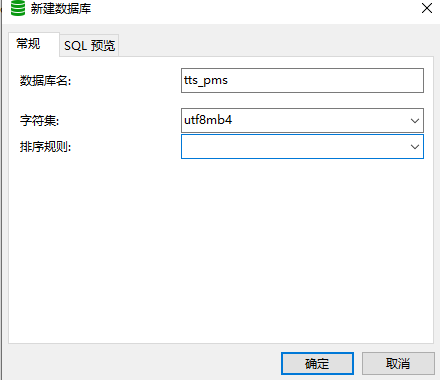 新建数据库
常规
SQL 预览
数据库名:
tts_pms
字符集:
utf8mb4
排序规则:
确定
取消